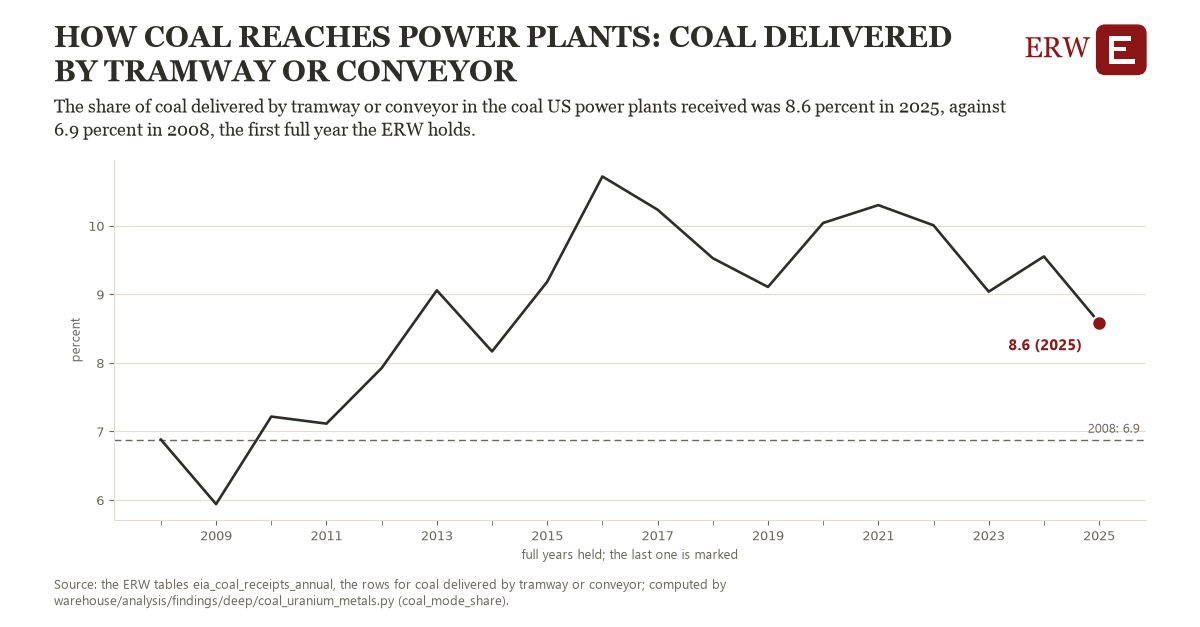 HOW COAL REACHES POWER PLANTS: COAL DELIVERED
BY TRAMWAY OR CONVEYOR
ERW E
The share of coal delivered by tramway or conveyor in the coal US power plants received was 8.6 percent in 2025, against
6.9 percent in 2008, the first full year the ERW holds.
10
9
8
7
6
percent
8.6 (2025)
2008: 6.9
2009
2011
2013
2015
2017
2019
2021
2023
2025
full years held; the last one is marked
Source: the ERW tables eia_coal_receipts_annual, the rows for coal delivered by tramway or conveyor; computed by
warehouse/analysis/findings/deep/coal_uranium_metals.py (coal_mode_share).